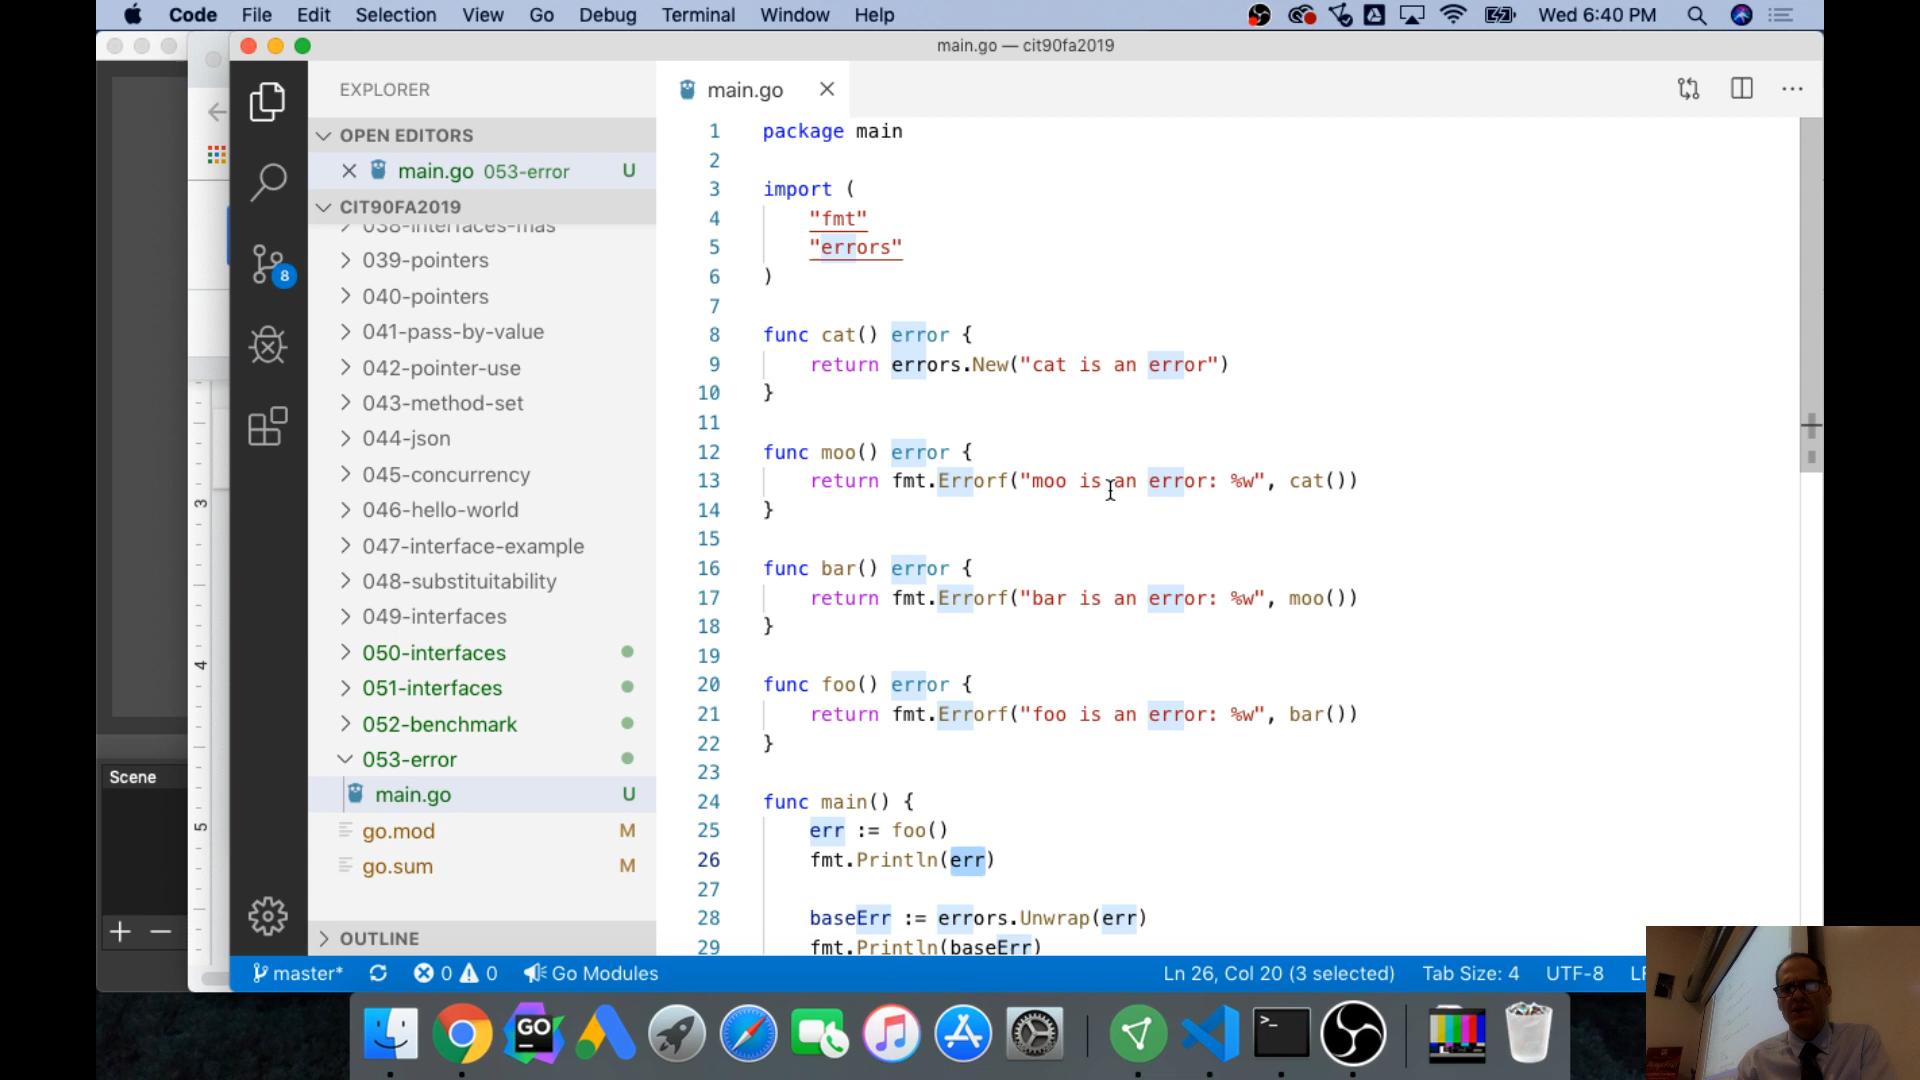 Code File Edit Selection View Go Debug Terminal Window Help Wed 6:40 PM
main.go — cit90fa2019
EXPLORER
OPEN EDITORS
main.go 053-error U
CIT90FA2019
038-interfaces-mas
039-pointers
040-pointers
041-pass-by-value
042-pointer-use
043-method-set
044-json
045-concurrency
046-hello-world
047-interface-example
048-substituitability
049-interfaces
050-interfaces
051-interfaces
052-benchmark
053-error
main.go U
go.mod M
go.sum M
OUTLINE
8
3
4
5
Scene
main.go
1 package main
2
3 import (
4 "fmt"
5 "errors"
6 )
7
8 func cat() error {
9 return errors.New("cat is an error")
10 }
11
12 func moo() error {
13 return fmt.Errorf("moo is an error: %w", cat())
14 }
15
16 func bar() error {
17 return fmt.Errorf("bar is an error: %w", moo())
18 }
19
20 func foo() error {
21 return fmt.Errorf("foo is an error: %w", bar())
22 }
23
24 func main() {
25 err := foo()
26 fmt.Println(err)
27
28 baseErr := errors.Unwrap(err)
29 fmt.Println(baseErr)
master* 0 0 Go Modules Ln 26, Col 20 (3 selected) Tab Size: 4 UTF-8 LF
GO